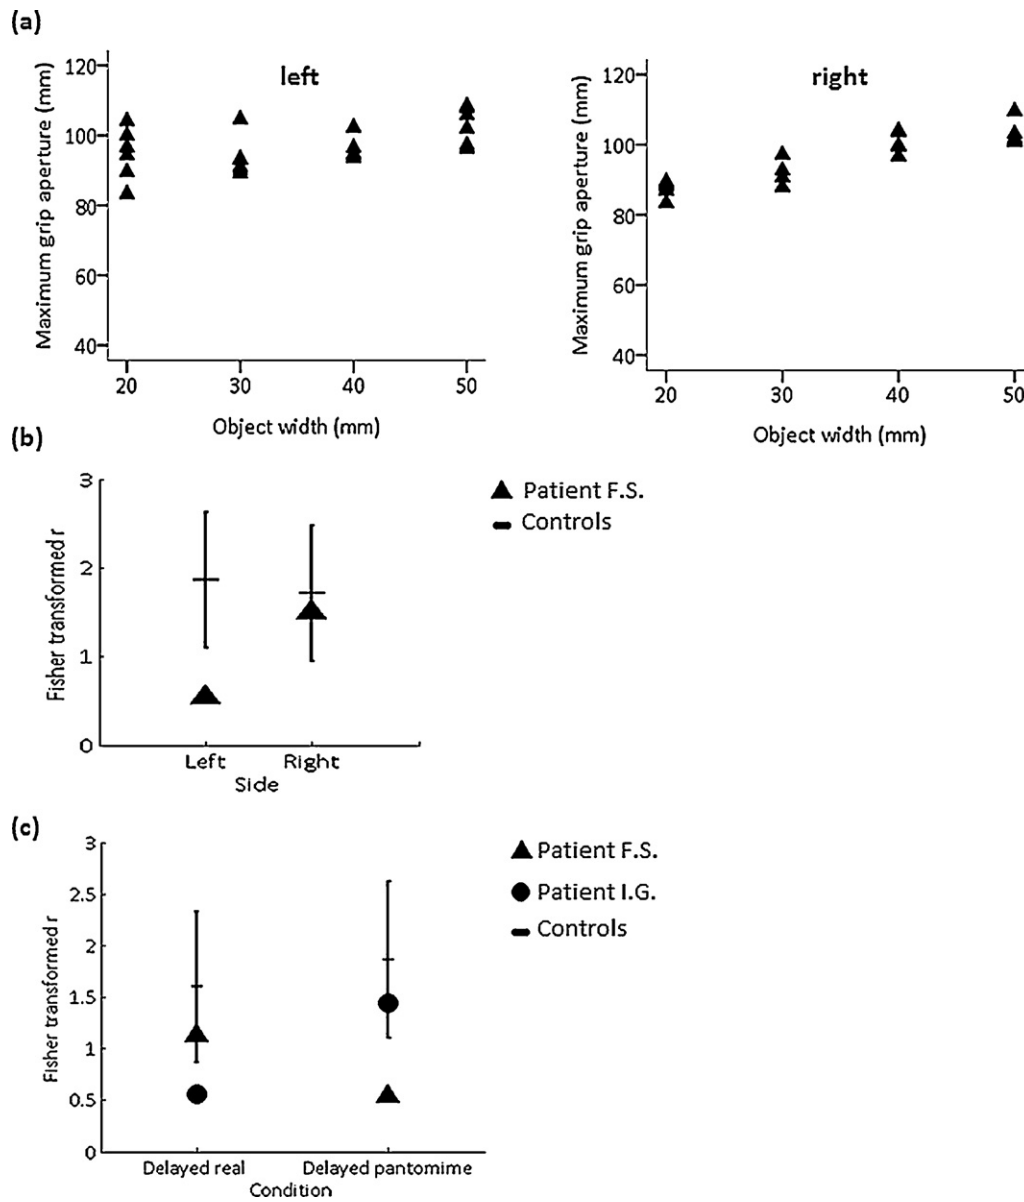 (a)
left
Maximum grip aperture (mm)
120
100
80
60
40
20 30 40 50
Object width (mm)
right
Maximum grip aperture (mm)
120
100
80
60
40
20 30 40 50
Object width (mm)
(b)
Fisher transformed r
3
2
1
0
Left Right
Side
Patient F.S.
Controls
(c)
Fisher transformed r
3
2.5
2
1.5
1
0.5
0
Delayed real Delayed pantomime
Condition
Patient F.S.
Patient I.G.
Controls